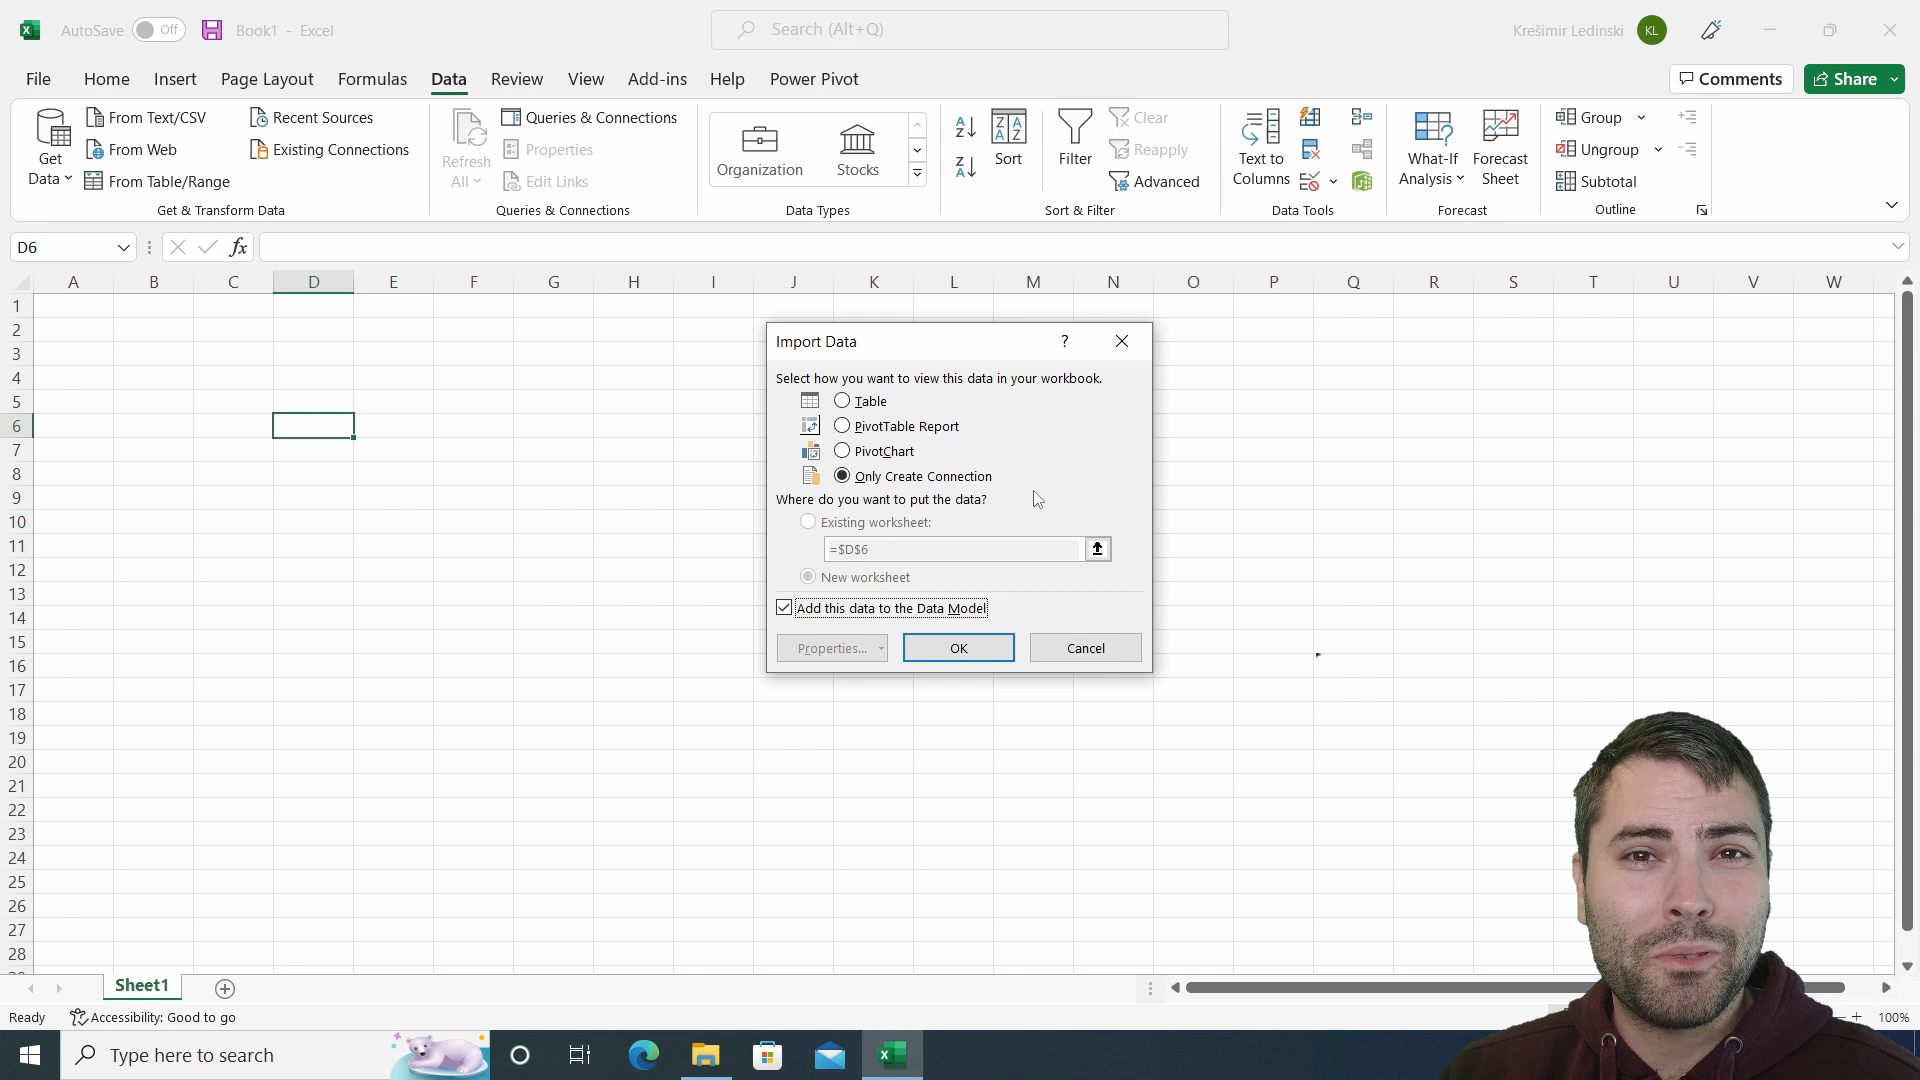 AutoSave Off Book1 - Excel Search (Alt+Q) Krešimir Ledinski KL
File Home Insert Page Layout Formulas Data Review View Add-ins Help Power Pivot Comments Share
Get Data
From Text/CSV
From Web
From Table/Range
Recent Sources
Existing Connections
Get & Transform Data
Refresh All
Queries & Connections
Properties
Edit Links
Queries & Connections
Organization Stocks
Data Types
A Z
Z A
Z A A Z
Sort
Filter
Clear
Reapply
Advanced
Sort & Filter
Text to Columns
Data Tools
What-If Analysis
Forecast Sheet
Forecast
Group
Ungroup
Subtotal
Outline
D6 fx
A B C D E F G H I J K L M N O P Q R S T U V W
1
2
3
4
5
6
7
8
9
10
11
12
13
14
15
16
17
18
19
20
21
22
23
24
25
26
27
28
Import Data ?
Select how you want to view this data in your workbook.
Table
PivotTable Report
PivotChart
Only Create Connection
Where do you want to put the data?
Existing worksheet:
=$D$6
New worksheet
Add this data to the Data Model
Properties... OK Cancel
Sheet1
Ready Accessibility: Good to go 100%
Type here to search